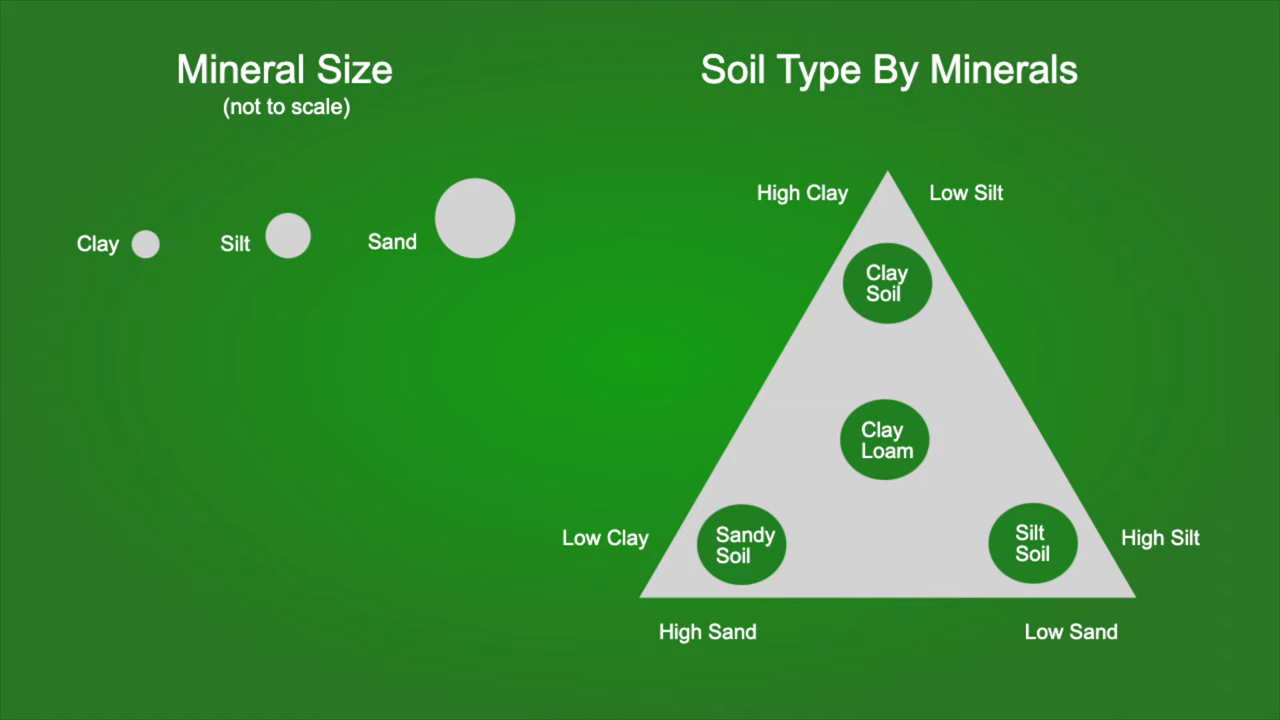 Mineral Size
(not to scale)
Clay
Silt
Sand
Soil Type By Minerals
High Clay
Low Silt
Clay
Soil
Clay
Loam
Low Clay
Sandy
Soil
Silt
Soil
High Silt
High Sand
Low Sand